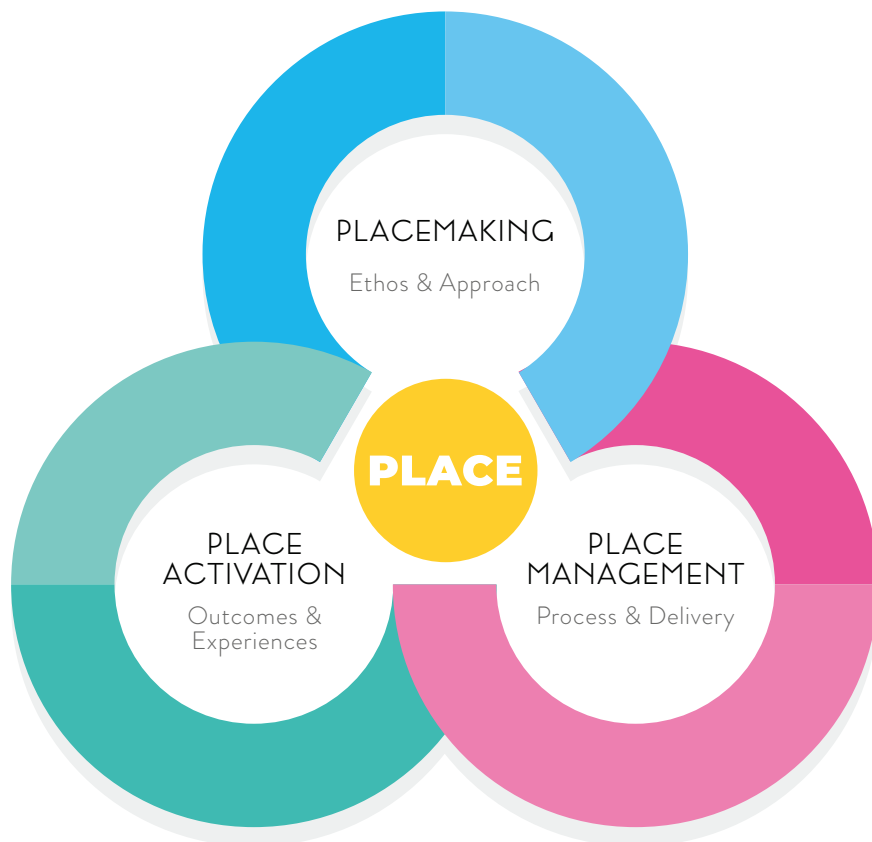 PLACEMAKING
Ethos & Approach
PLACE
PLACE
ACTIVATION
Outcomes &
Experiences
PLACE
MANAGEMENT
Process & Delivery